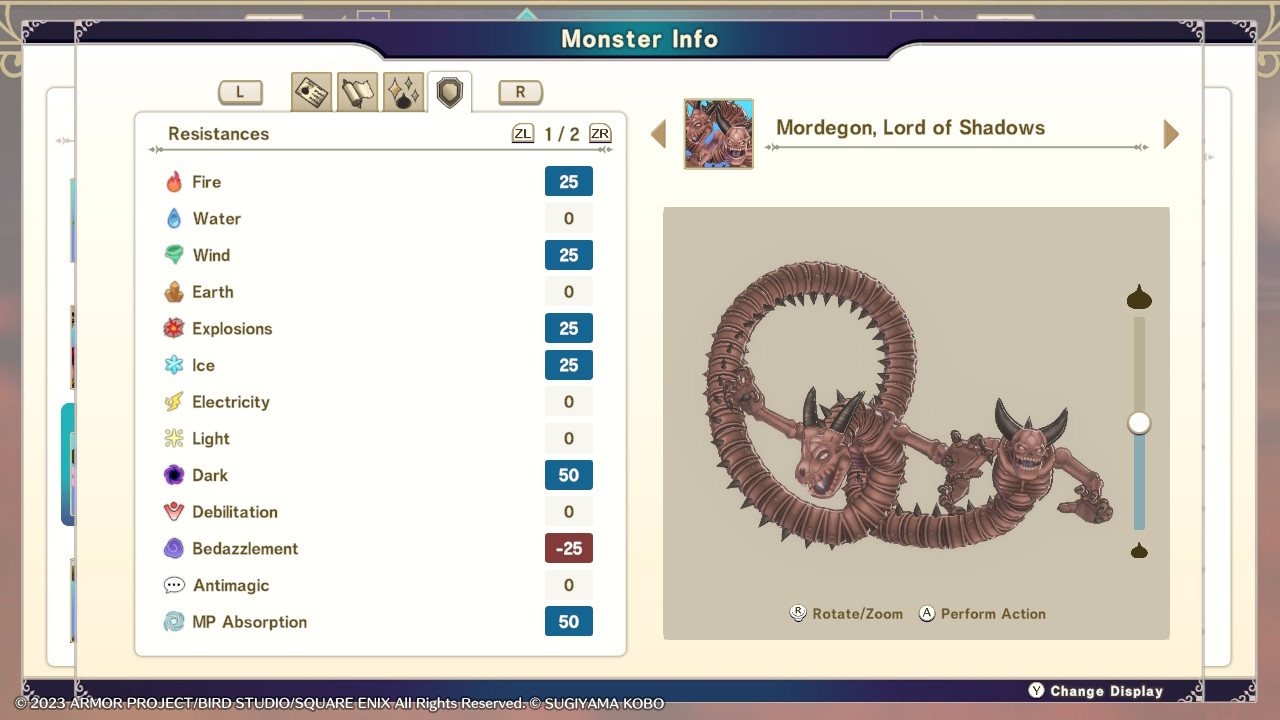 Monster Info
L
R
Resistances
ZL 1 / 2 ZR
Fire 25
Water 0
Wind 25
Earth 0
Explosions 25
Ice 25
Electricity 0
Light 0
Dark 50
Debilitation 0
Bedazzlement -25
Antimagic 0
MP Absorption 50
Mordegon, Lord of Shadows
R Rotate/Zoom A Perform Action
Y Change Display
© 2023 ARMOR PROJECT/BIRD STUDIO/SQUARE ENIX All Rights Reserved. © SUGIYAMA KOBO